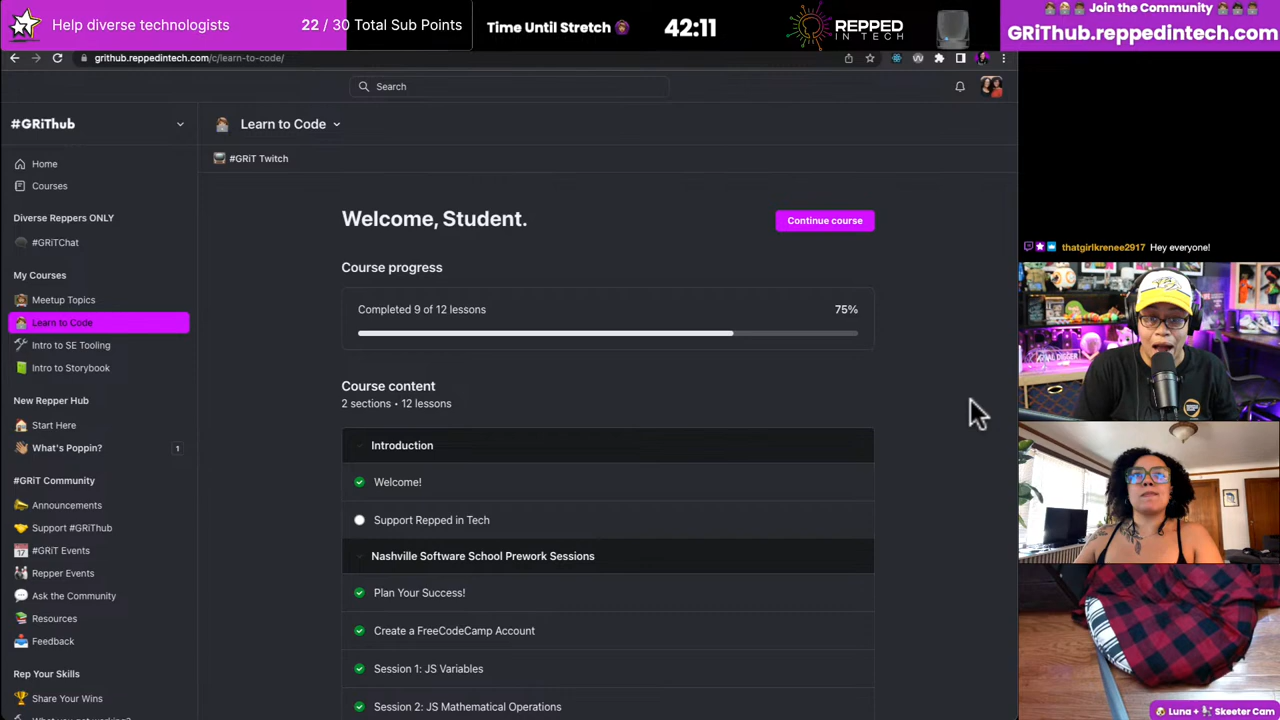 Help diverse technologists
22 / 30 Total Sub Points
Time Until Stretch
42:11
REPPED
IN TECH
Join the Community
GRiThub.reppedintech.com
grithub.reppedintech.com/c/learn-to-code/
Search
#GRiThub
Learn to Code
#GRiT Twitch
Home
Courses
Diverse Reppers ONLY
#GRiTChat
My Courses
Meetup Topics
Learn to Code
Intro to SE Tooling
Intro to Storybook
New Repper Hub
Start Here
What's Poppin?
1
#GRiT Community
Announcements
Support #GRiThub
#GRiT Events
Repper Events
Ask the Community
Resources
Feedback
Rep Your Skills
Share Your Wins
Welcome, Student.
Continue course
Course progress
Completed 9 of 12 lessons
75%
Course content
2 sections • 12 lessons
Introduction
Welcome!
Support Repped in Tech
Nashville Software School Prework Sessions
Plan Your Success!
Create a FreeCodeCamp Account
Session 1: JS Variables
Session 2: JS Mathematical Operations
thatgirlkrenee2917 Hey everyone!
Luna + Skeeter Cam